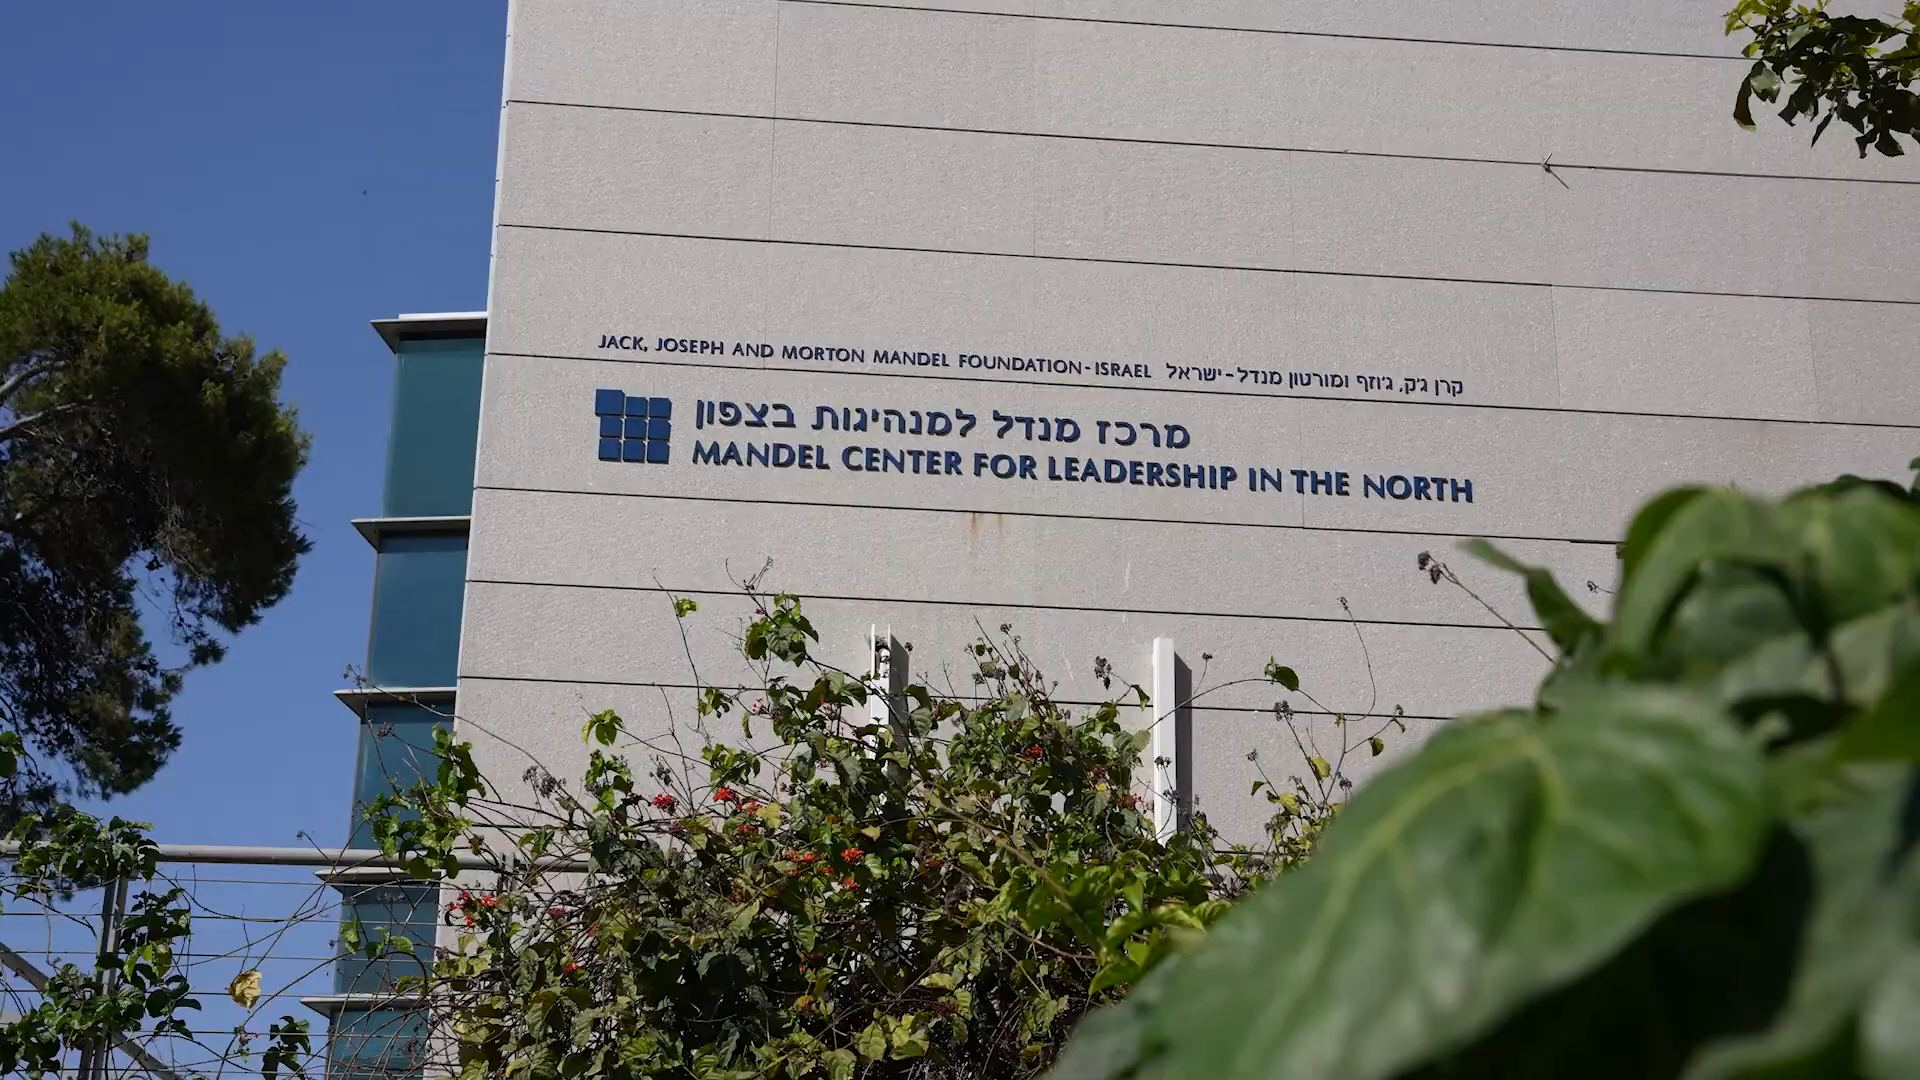 JACK, JOSEPH AND MORTON MANDEL FOUNDATION-ISRAEL קרן ג׳ק, ג׳וזף ומורטון מנדל-ישראל
מרכז מנדל למנהיגות בצפון
MANDEL CENTER FOR LEADERSHIP IN THE NORTH